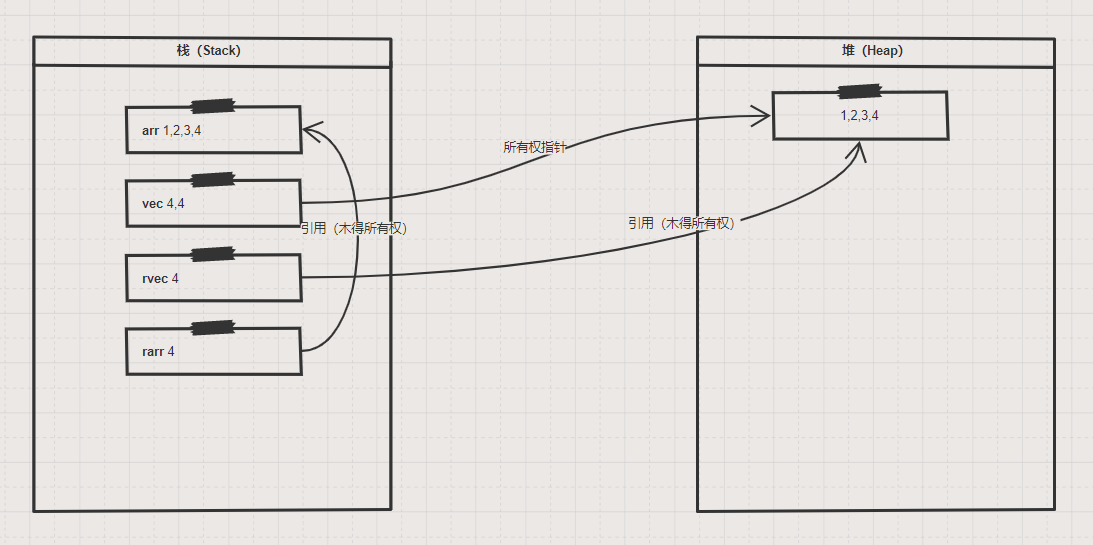 栈（Stack）
arr 1,2,3,4
vec 4,4
rvec 4
rarr 4
所有权指针
引用（木得所有权）
引用（木得所有权）
堆（Heap）
1,2,3,4